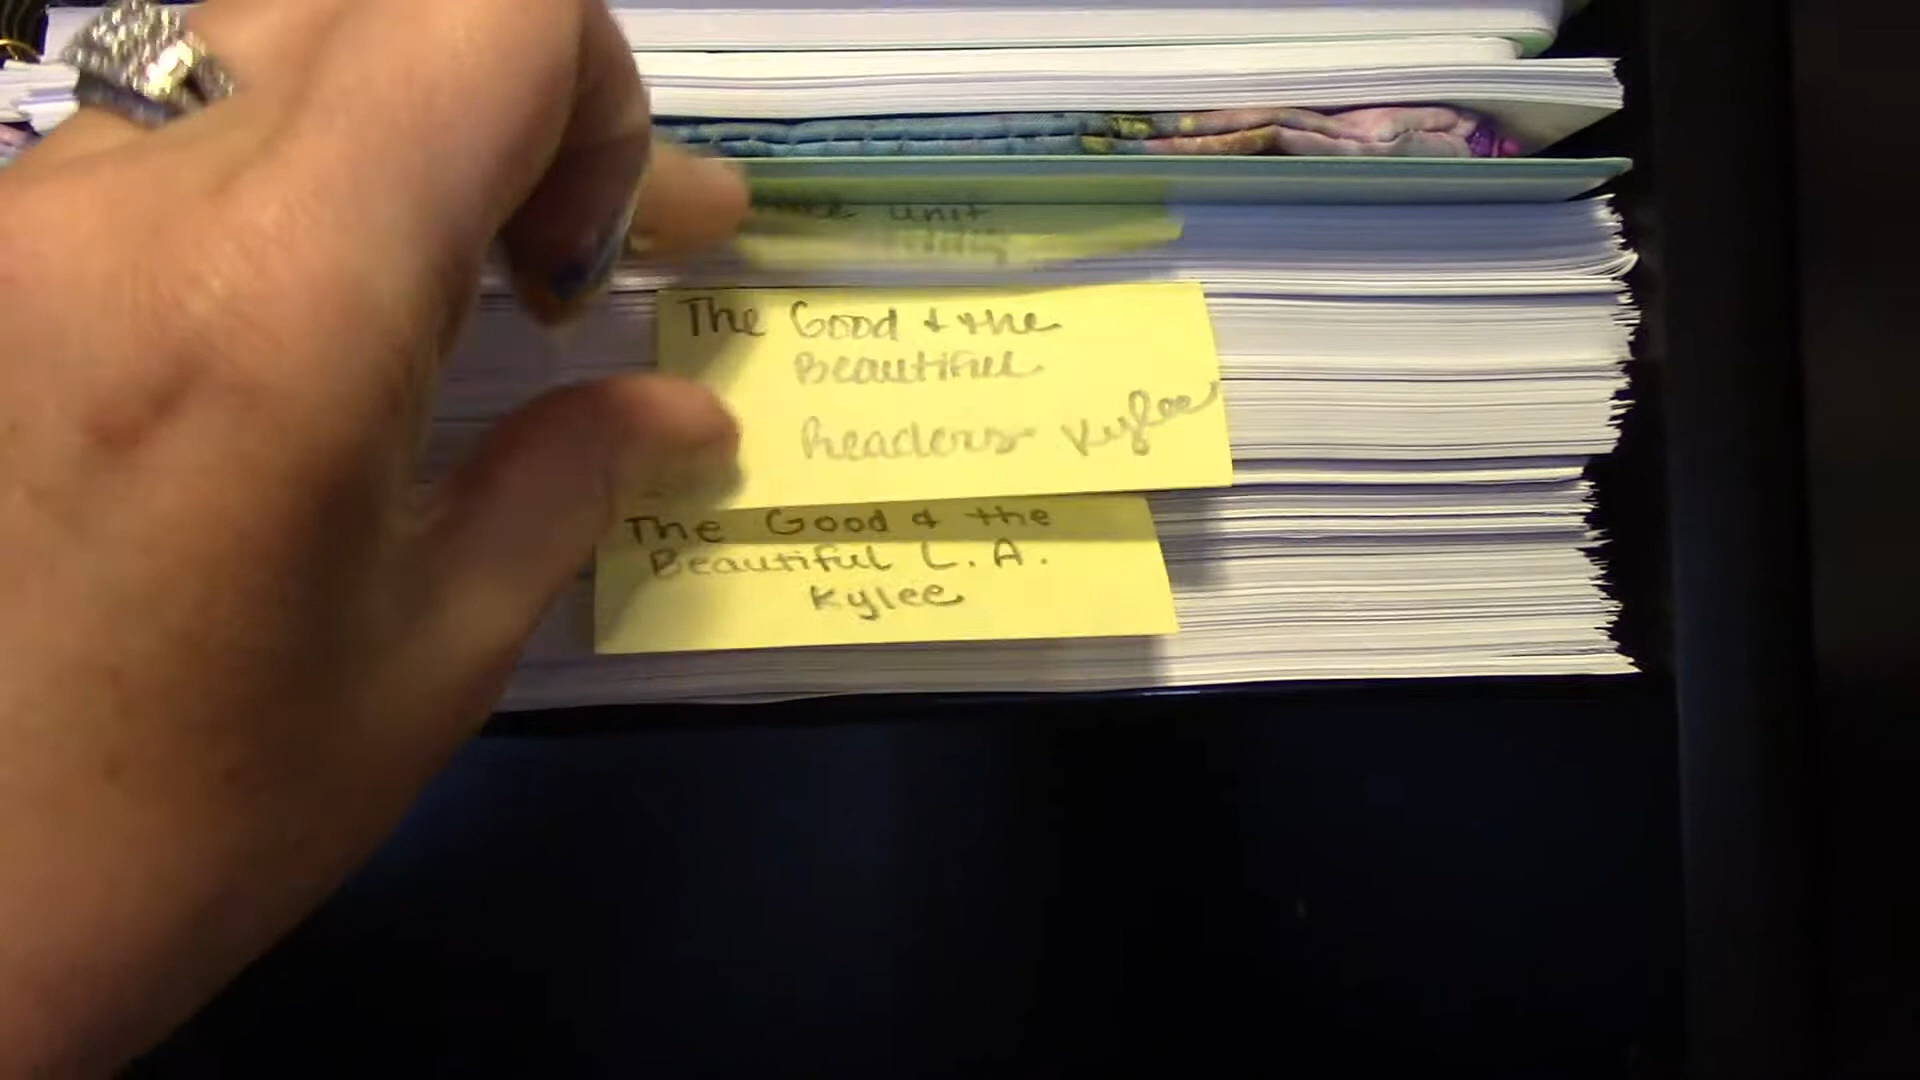 unit
The Good & the
Beautiful
Readers- Kylee
The Good & the
Beautiful L.A.
Kylee